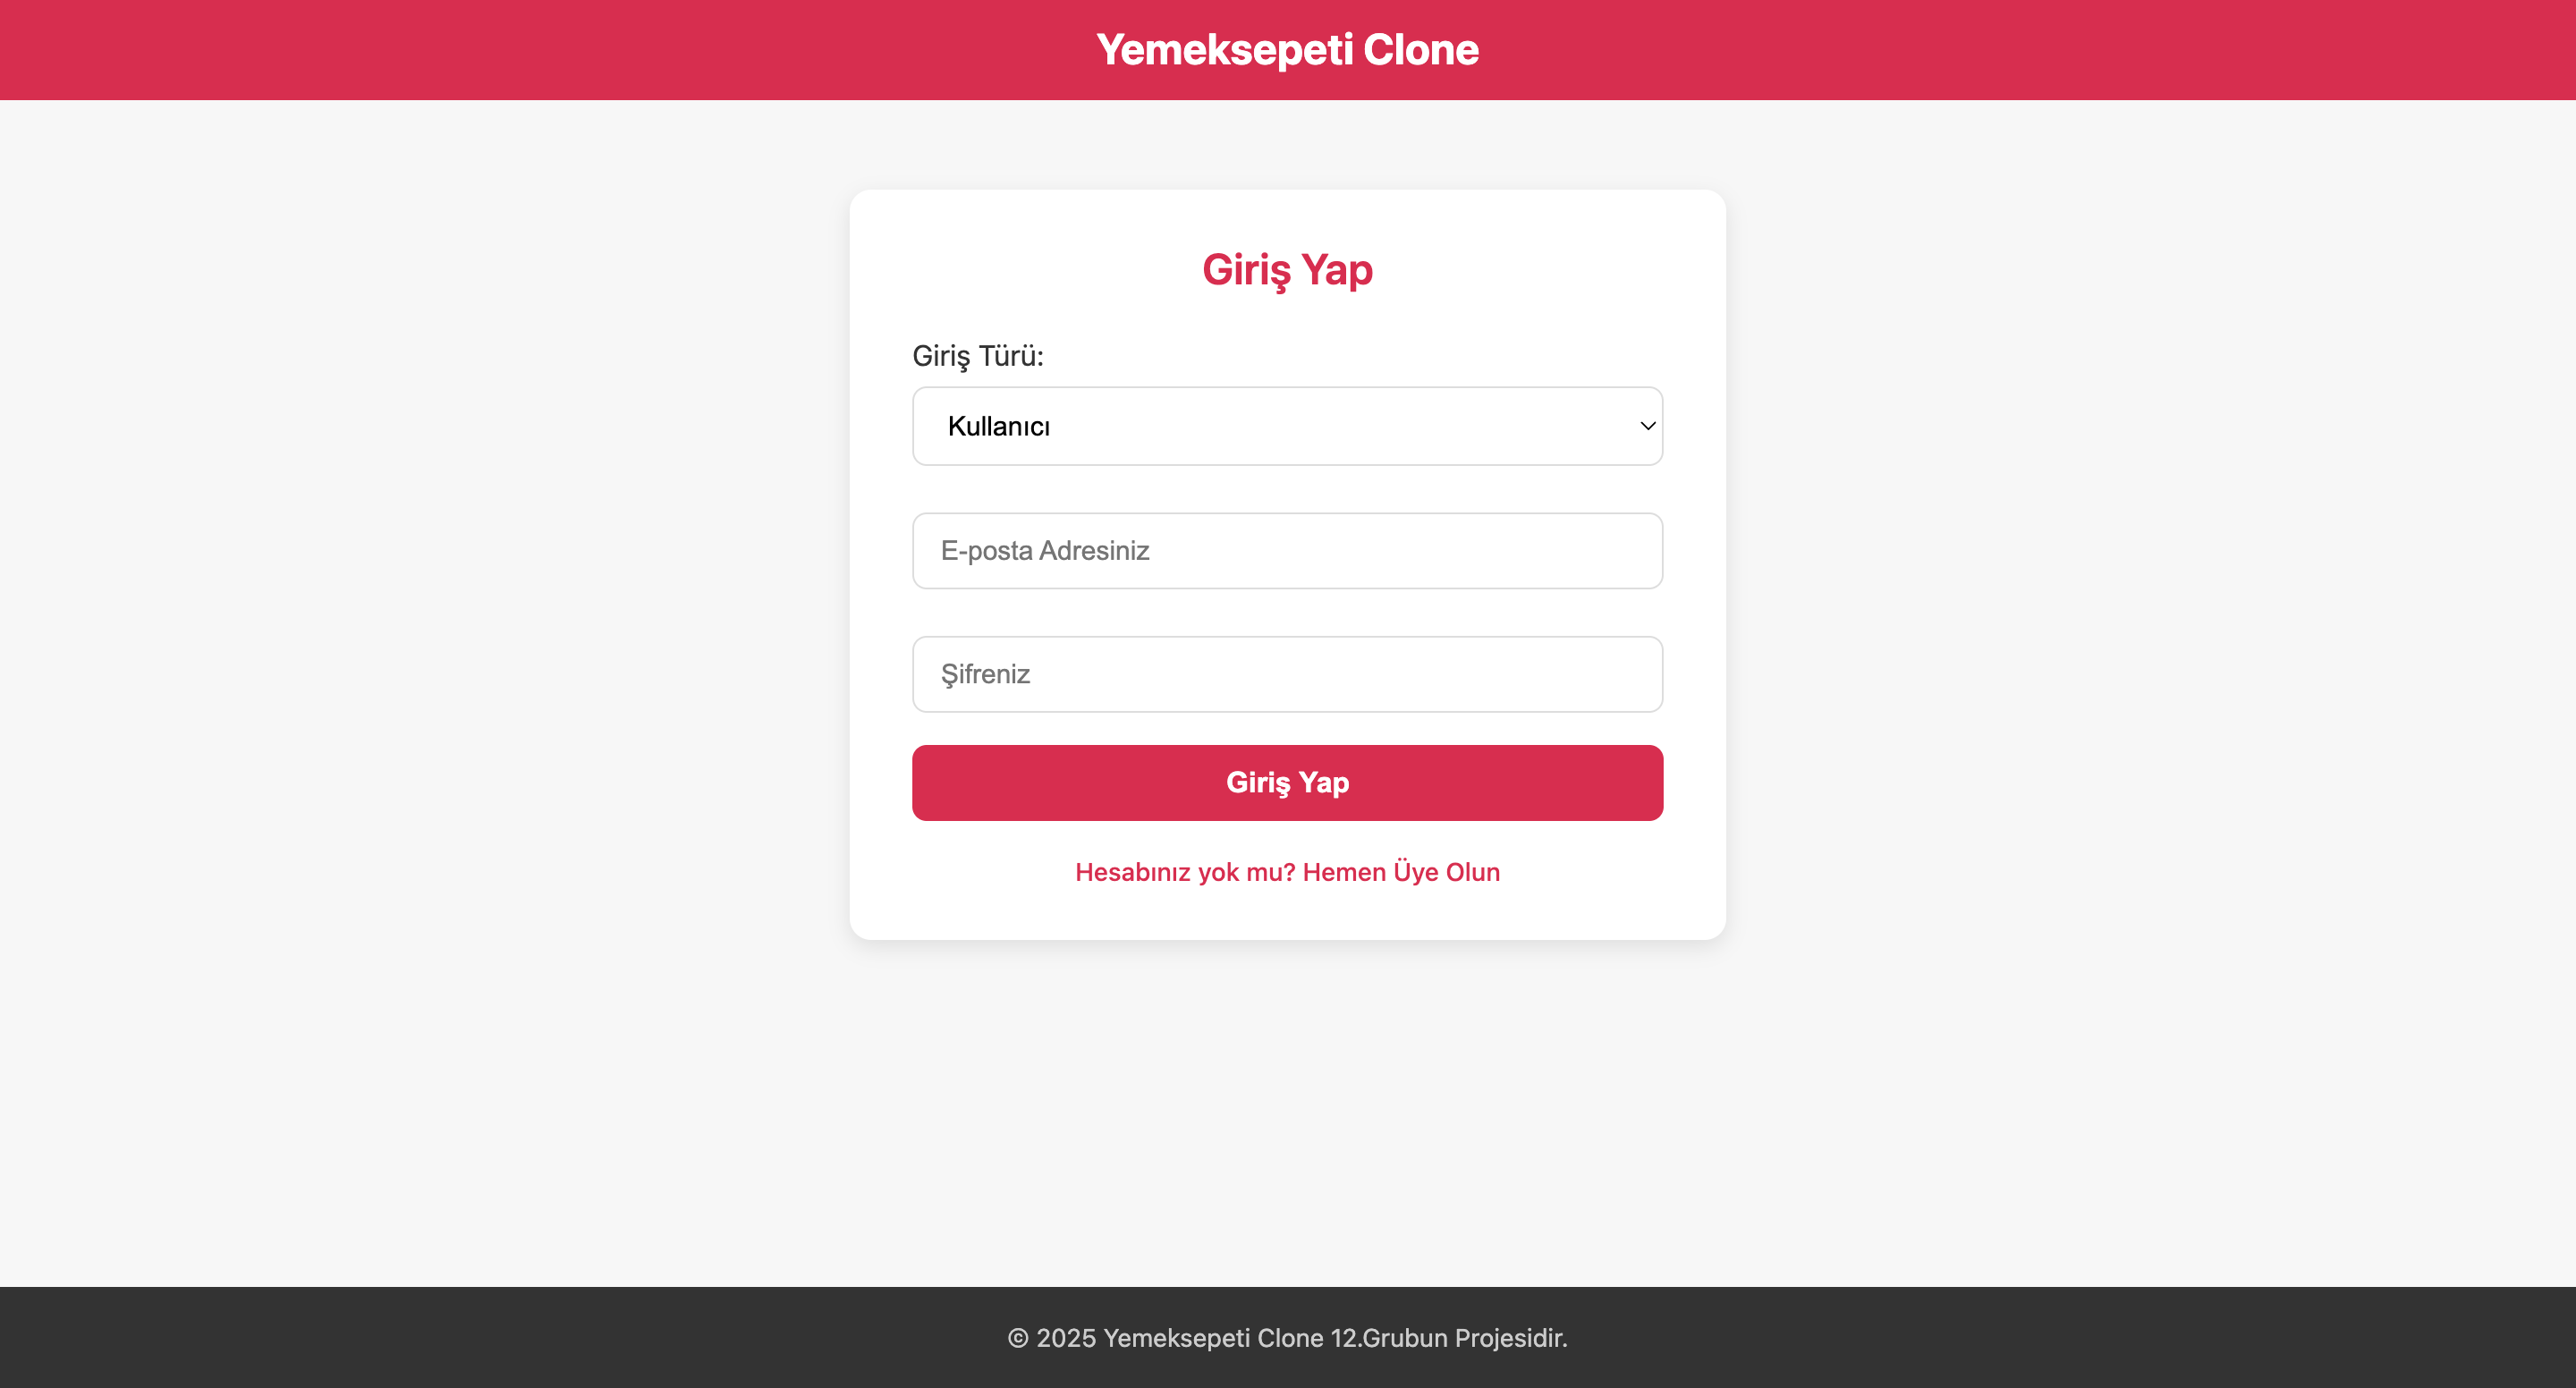 Yemeksepeti Clone
Giriş Yap
Giriş Türü:
Kullanıcı
E-posta Adresiniz
Şifreniz
Giriş Yap
Hesabınız yok mu? Hemen Üye Olun
© 2025 Yemeksepeti Clone 12.Grubun Projesidir.